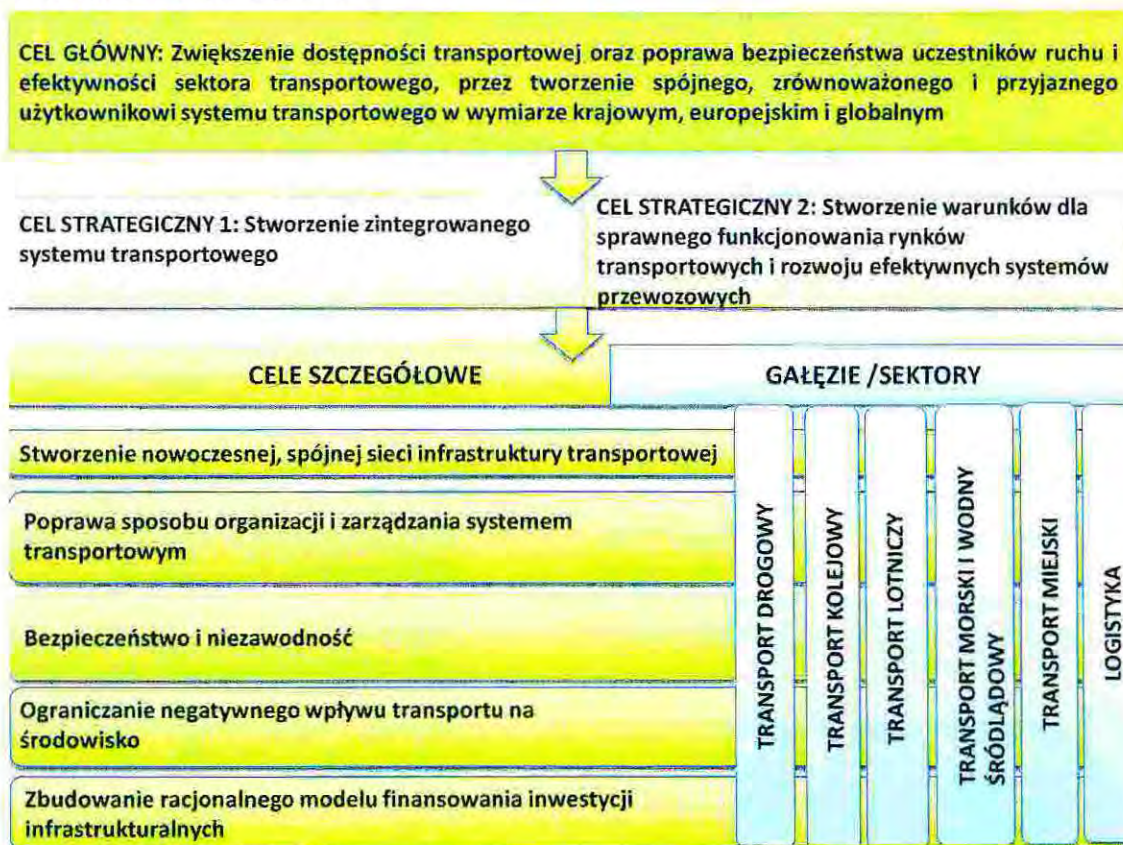 CEL GŁÓWNY: Zwiększenie dostępności transportowej oraz poprawa bezpieczeństwa uczestników ruchu i
efektywności sektora transportowego, przez tworzenie spójnego, zrównoważonego i przyjaznego
użytkownikowi systemu transportowego w wymiarze krajowym, europejskim i globalnym
CEL STRATEGICZNY 1: Stworzenie zintegrowanego
systemu transportowego
CEL STRATEGICZNY 2: Stworzenie warunków dla
sprawnego funkcjonowania rynków
transportowych i rozwoju efektywnych systemów
przewozowych
CELE SZCZEGÓŁOWE
GAŁĘZIE /SEKTORY
Stworzenie nowoczesnej, spójnej sieci infrastruktury transportowej
Poprawa sposobu organizacji i zarządzania systemem
transportowym
Bezpieczeństwo i niezawodność
Ograniczanie negatywnego wpływu transportu na
środowisko
Zbudowanie racjonalnego modelu finansowania inwestycji
infrastrukturalnych
TRANSPORT DROGOWY
TRANSPORT KOLEJOWY
TRANSPORT LOTNICZY
TRANSPORT MORSKI I WODNY
ŚRÓDLĄDOWY
TRANSPORT MIEJSKI
LOGISTYKA